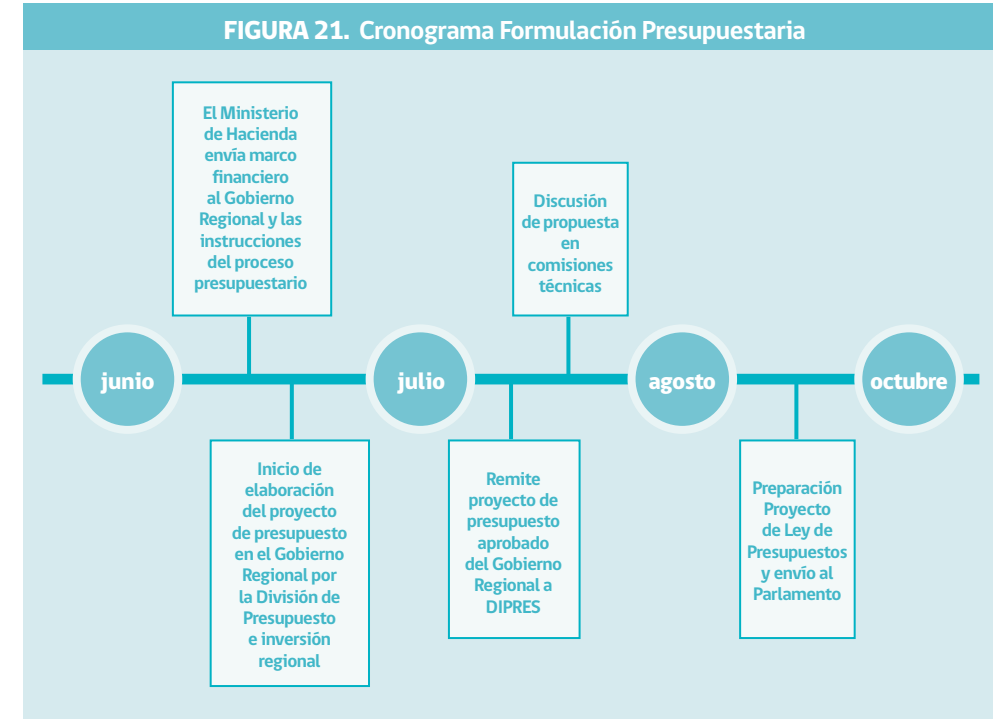 FIGURA 21. Cronograma Formulación Presupuestaria
El Ministerio
de Hacienda
envía marco
financiero
al Gobierno
Regional y las
instrucciones
del proceso
presupuestario
Discusión
de propuesta
en
comisiones
técnicas
junio
julio
agosto
octubre
Inicio de
elaboración
del proyecto
de presupuesto
en el Gobierno
Regional por
la División de
Presupuesto
e inversión
regional
Remite
proyecto de
presupuesto
aprobado
del Gobierno
Regional a
DIPRES
Preparación
Proyecto
de Ley de
Presupuestos
y envío al
Parlamento